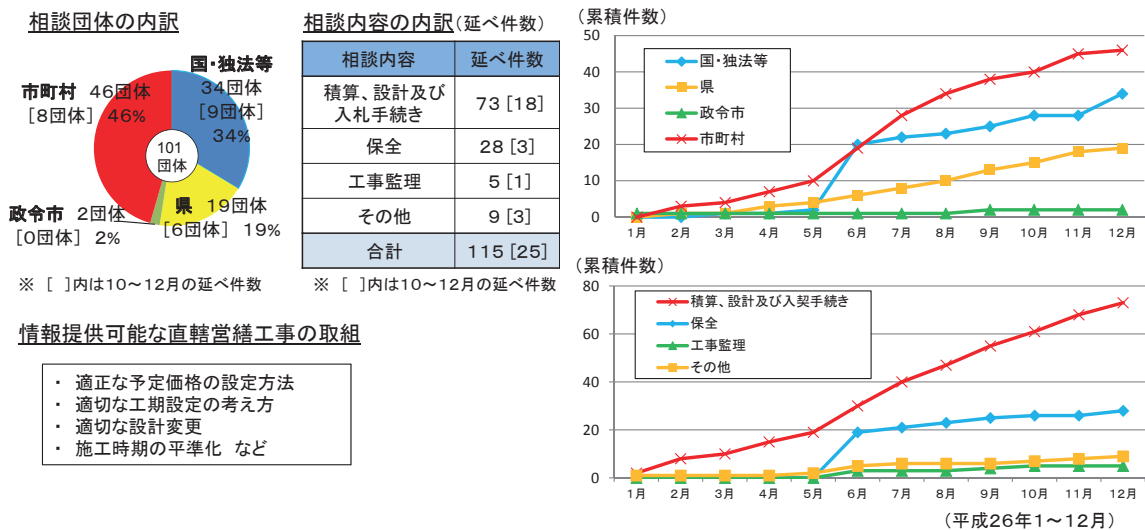 相談団体の内訳
国・独法等
34団体
[9団体]
34%
市町村 46団体
[8団体] 46%
101
団体
政令市 2団体
[0団体] 2%
県 19団体
[6団体] 19%
※ [ ]内は10～12月の延べ件数
相談内容の内訳(延べ件数)
相談内容 延べ件数
積算、設計及び
入札手続き
73 [18]
保全 28 [3]
工事監理 5 [1]
その他 9 [3]
合計 115 [25]
※ [ ]内は10～12月の延べ件数
情報提供可能な直轄営繕工事の取組
・ 適正な予定価格の設定方法
・ 適切な工期設定の考え方
・ 適切な設計変更
・ 施工時期の平準化 など
(累積件数)
50
40
30
20
10
0
国・独法等
県
政令市
市町村
1月 2月 3月 4月 5月 6月 7月 8月 9月 10月 11月 12月
(累積件数)
80
60
40
20
0
積算、設計及び入契手続き
保全
工事監理
その他
1月 2月 3月 4月 5月 6月 7月 8月 9月 10月 11月 12月
(平成26年1～12月)